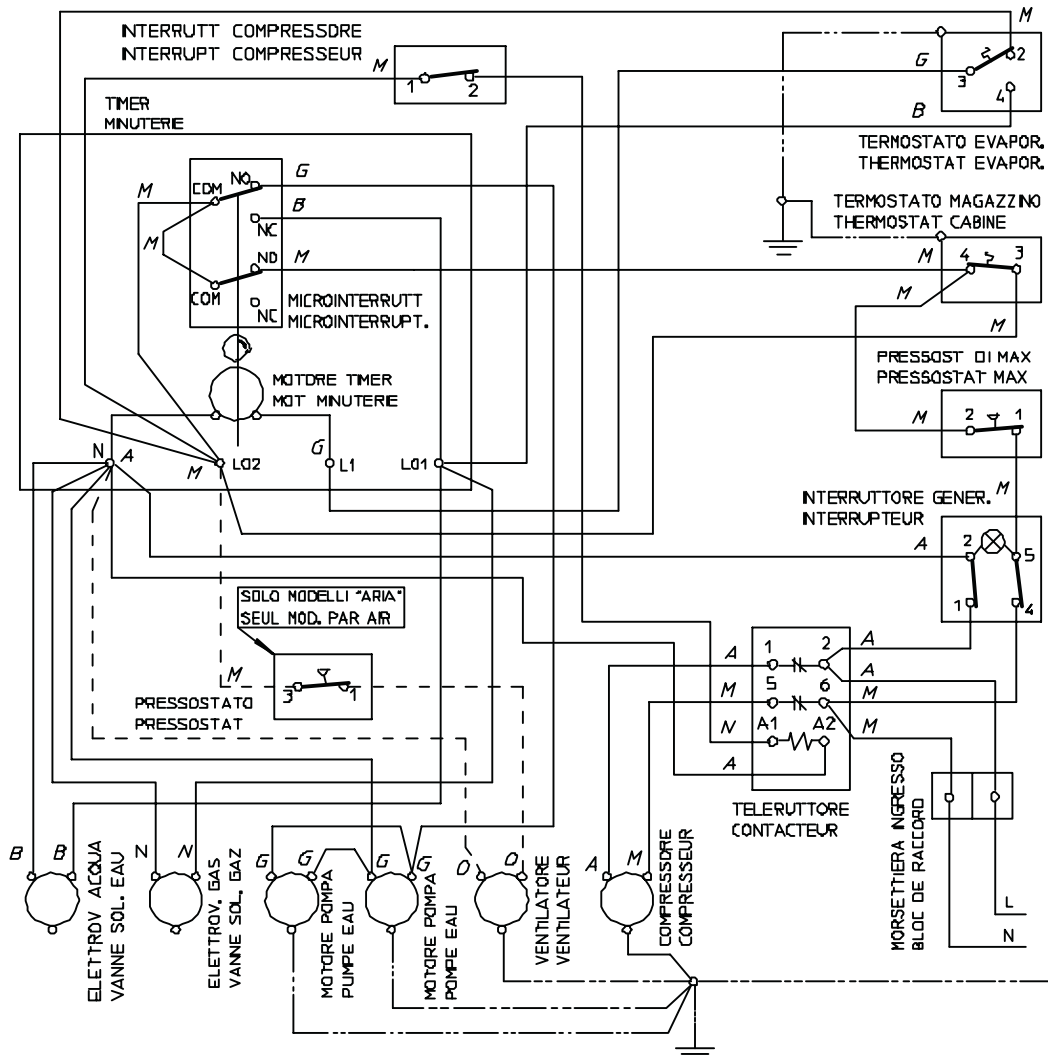 INTERRUTT COMPRESSORE
INTERRUPT COMPRESSEUR
M
1
2
M
2
G
3
4
B
TERMOSTATO EVAPOR.
THERMOSTAT EVAPOR.
TIMER
MINUTERIE
G
M
COM
NO
B
NC
M
NO
M
COM
NC
MICROINTERRUTT
MICROINTERRUPT.
TERMOSTATO MAGAZZINO
THERMOSTAT CABINE
M
4
3
M
M
MOTORE TIMER
MOT MINUTERIE
PRESSOST DI MAX
PRESSOSTAT MAX
M
2
1
N
A
M
LO2
G
L1
LO1
INTERRUTTORE GENER.
INTERRUPTEUR
M
A
2
5
1
4
SOLO MODELLI "ARIA"
SEUL MOD. PAR AIR
M
3
1
PRESSOSTATO
PRESSOSTAT
A
1
2
A
A
M
5
6
M
N
A1
A2
M
A
TELERUTTORE
CONTACTEUR
MORSETTIERA INGRESSO
BLOC DE RACCORD
L
N
B
B
N
N
G
G
G
G
O
O
A
M
ELETTROV ACQUA
VANNE SOL. EAU
ELETTROV. GAS
VANNE SOL. GAZ
MOTORE POMPA
PUMPE EAU
MOTORE POMPA
POMPE EAU
VENTILATORE
VENTILATEUR
COMPRESSORE
COMPRESSEUR